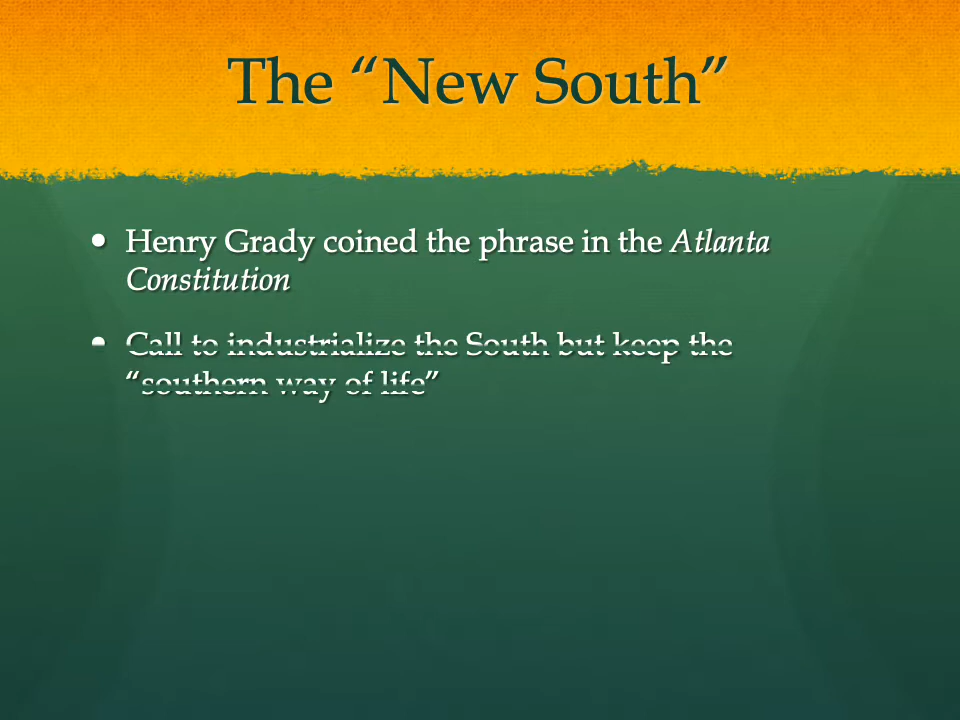 The “New South”
• Henry Grady coined the phrase in the Atlanta
Constitution
• Call to industrialize the South but keep the
“southern way of life”